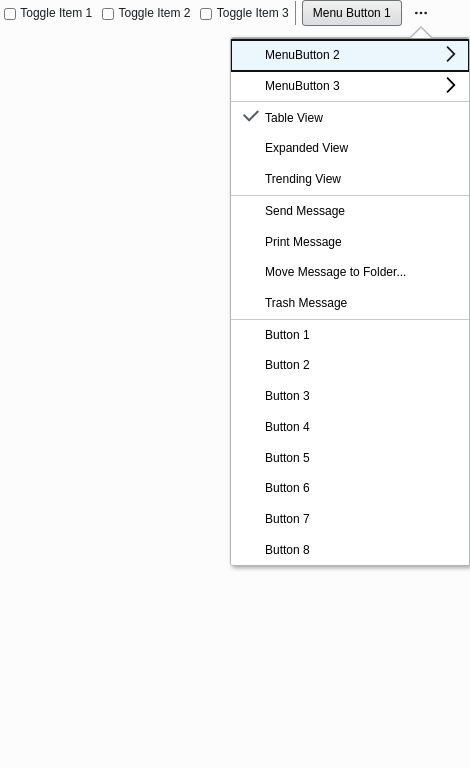 Toggle Item 1 Toggle Item 2 Toggle Item 3 Menu Button 1 ...
MenuButton 2
MenuButton 3
Table View
Expanded View
Trending View
Send Message
Print Message
Move Message to Folder...
Trash Message
Button 1
Button 2
Button 3
Button 4
Button 5
Button 6
Button 7
Button 8